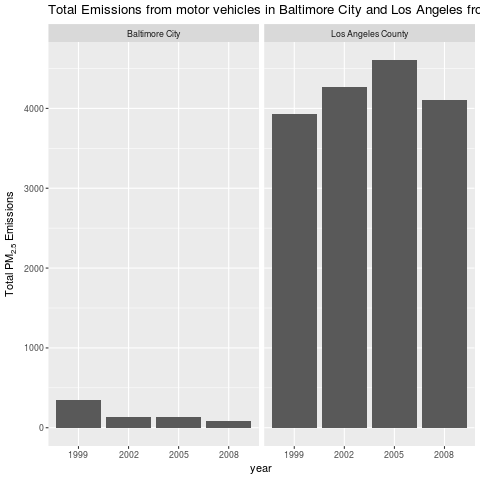 Total Emissions from motor vehicles in Baltimore City and Los Angeles fro
Baltimore City
Los Angeles County
Total PM2.5 Emissions
4000
3000
2000
1000
0
1999 2002 2005 2008
1999 2002 2005 2008
year